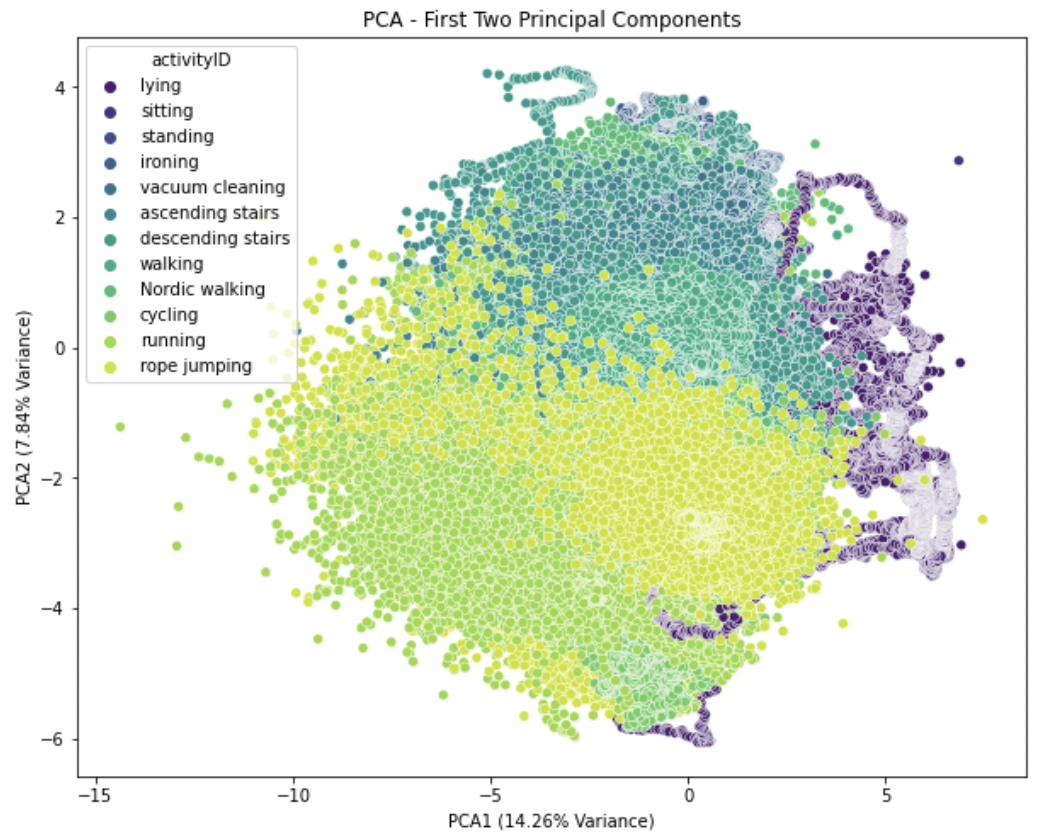 PCA - First Two Principal Components
activityID
lying
sitting
standing
ironing
vacuum cleaning
ascending stairs
descending stairs
walking
Nordic walking
cycling
running
rope jumping
4
2
0
−2
−4
−6
PCA2 (7.84% Variance)
−15 −10 −5 0 5
PCA1 (14.26% Variance)